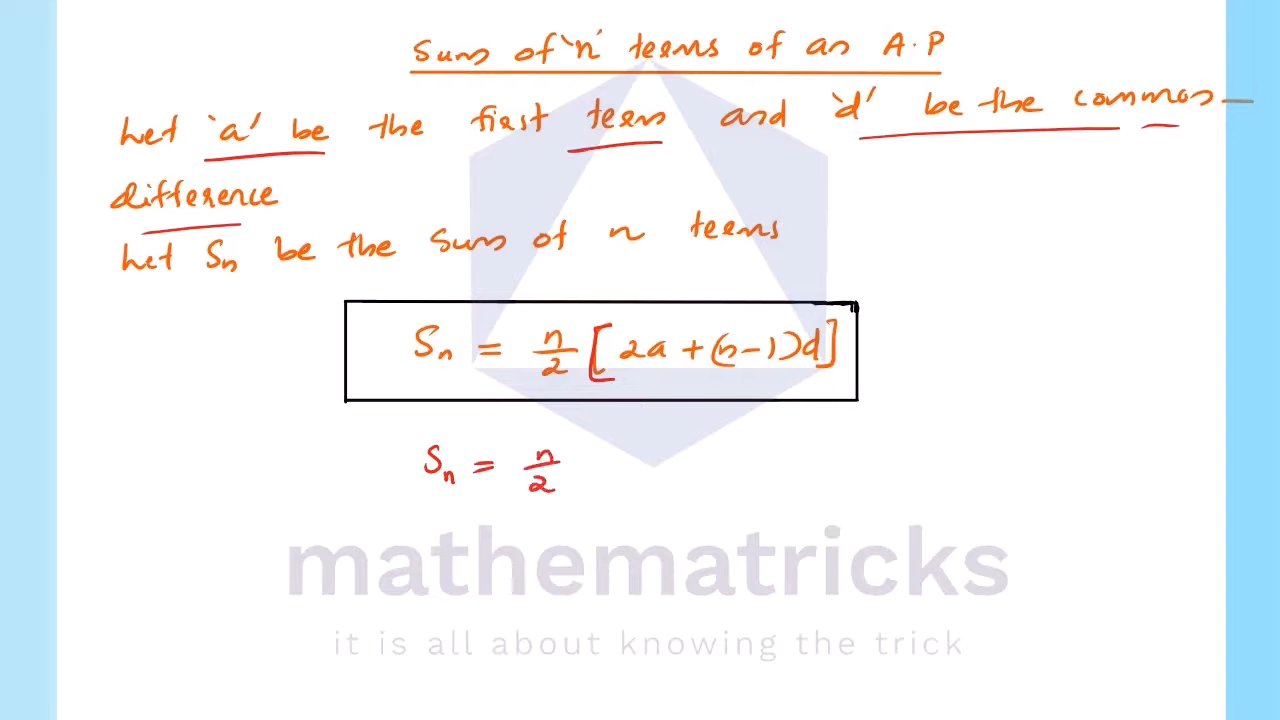 Sum of 'n' terms of an A.P
Let 'a' be the first term and 'd' be the common
difference
Let Sn be the sum of n terms
Sn = n/2 [2a + (n-1)d]
Sn = n/2
mathematricks
it is all about knowing the trick